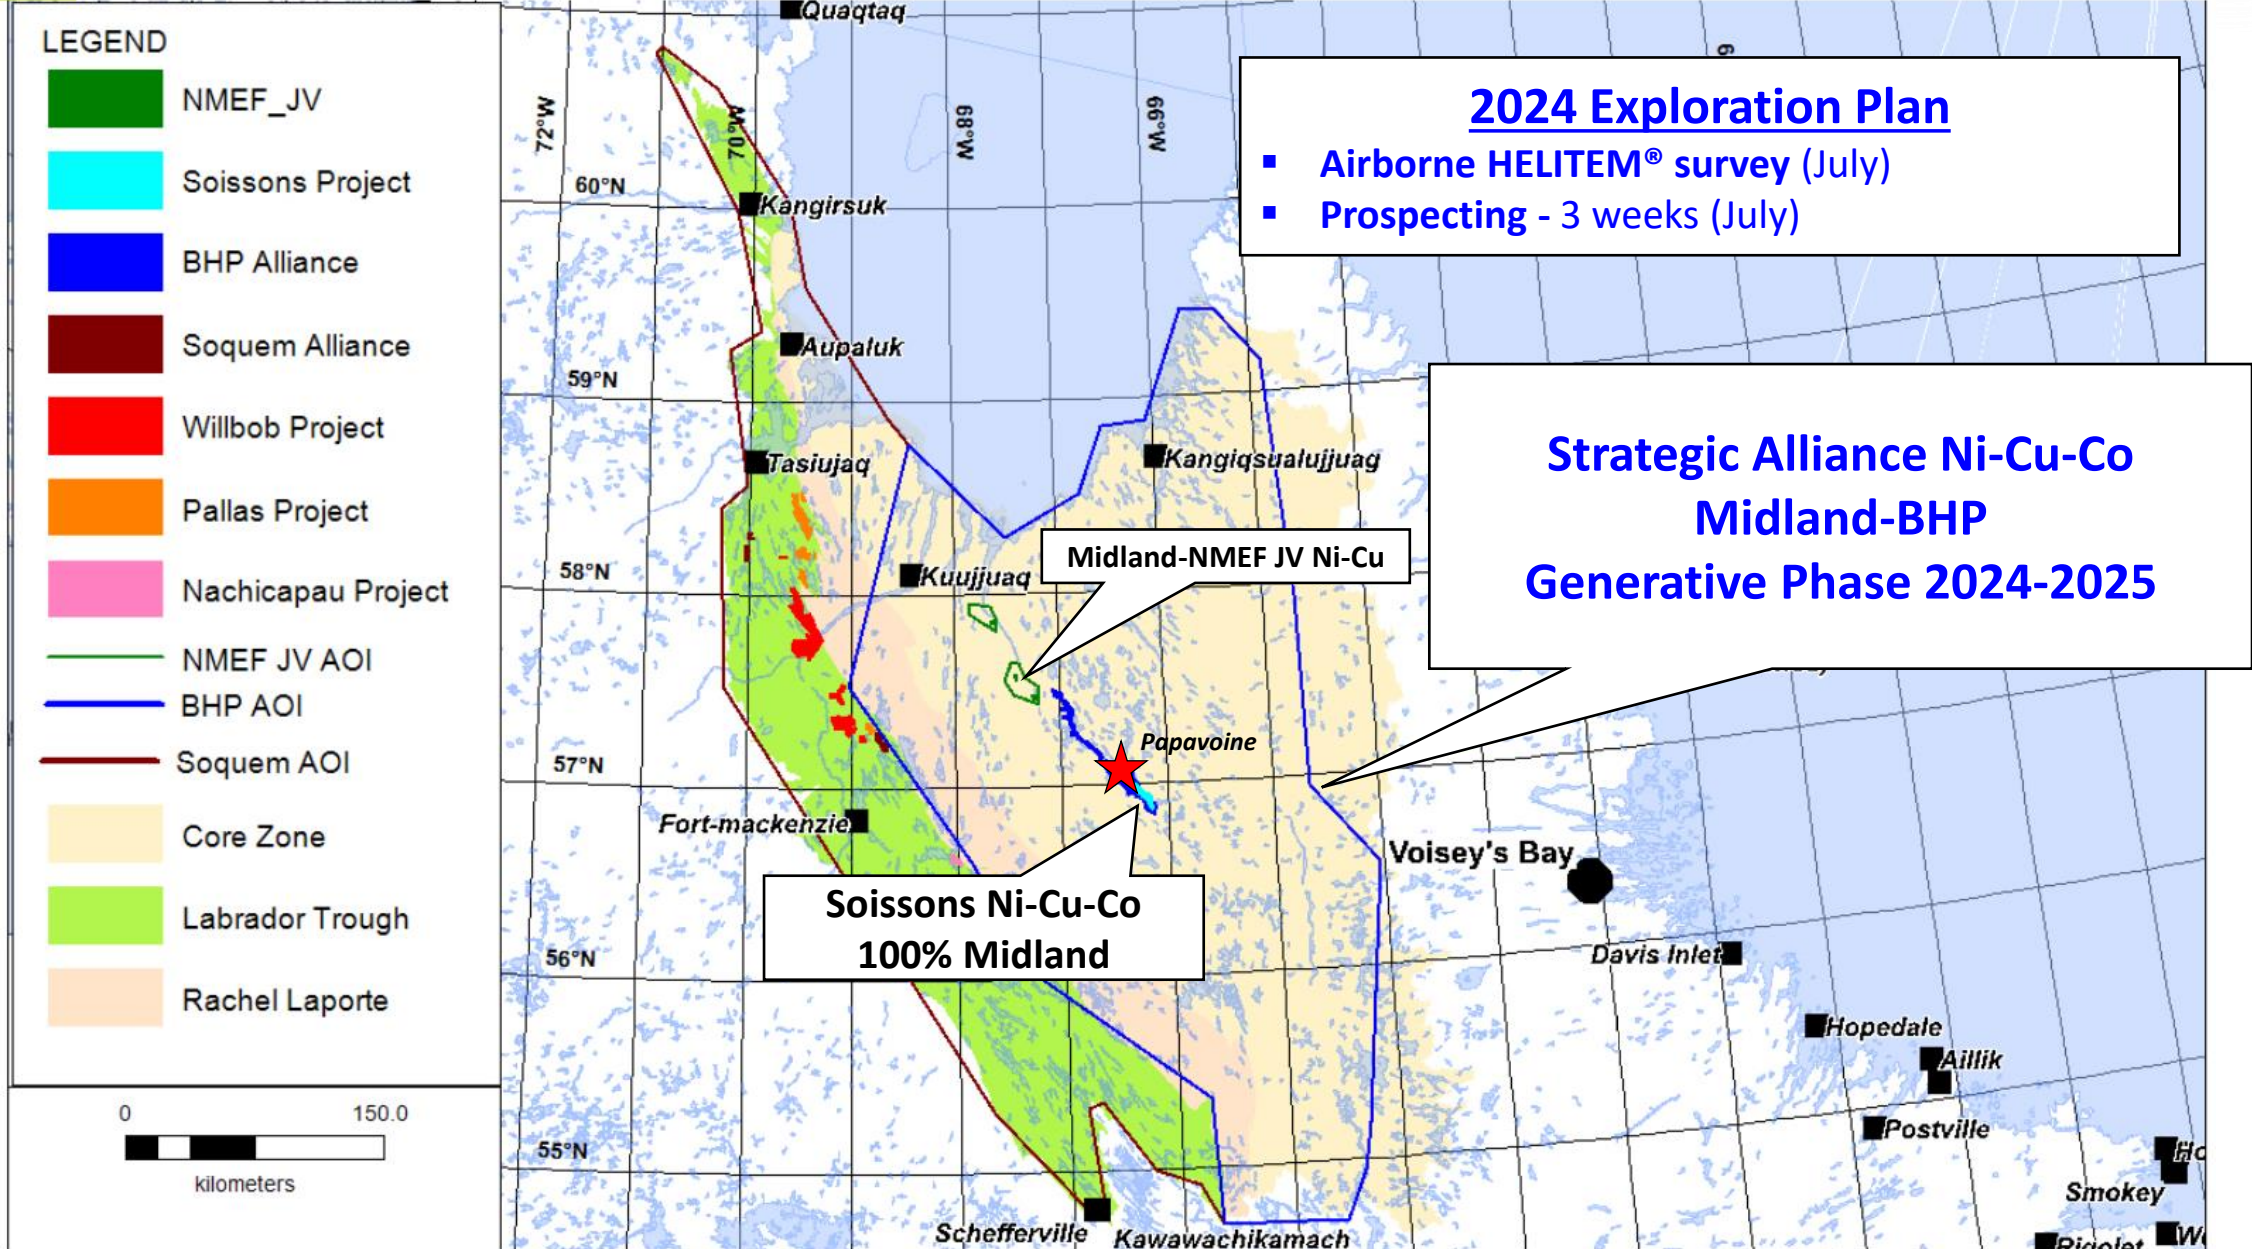 LEGEND
NMEF_JV
Soissons Project
BHP Alliance
Soquem Alliance
Willbob Project
Pallas Project
Nachicapau Project
NMEF JV AOI
BHP AOI
Soquem AOI
Core Zone
Labrador Trough
Rachel Laporte
0 150.0
kilometers
Quaqtaq
72°W
70°W
68°W
66°W
2024 Exploration Plan
▪ Airborne HELITEM® survey (July)
▪ Prospecting - 3 weeks (July)
60°N
Kangirsuk
Aupaluk
59°N
Tasiujaq
Kangiqsualujjuag
Strategic Alliance Ni-Cu-Co
Midland-BHP
Generative Phase 2024-2025
Midland-NMEF JV Ni-Cu
58°N
Kuujjuaq
Papavoine
57°N
Fort-mackenzie
Voisey's Bay
Soissons Ni-Cu-Co
100% Midland
56°N
Davis Inlet
Hopedale
Aillik
Postville
55°N
Smokey
Schefferville
Kawawachikamach
Rigolet